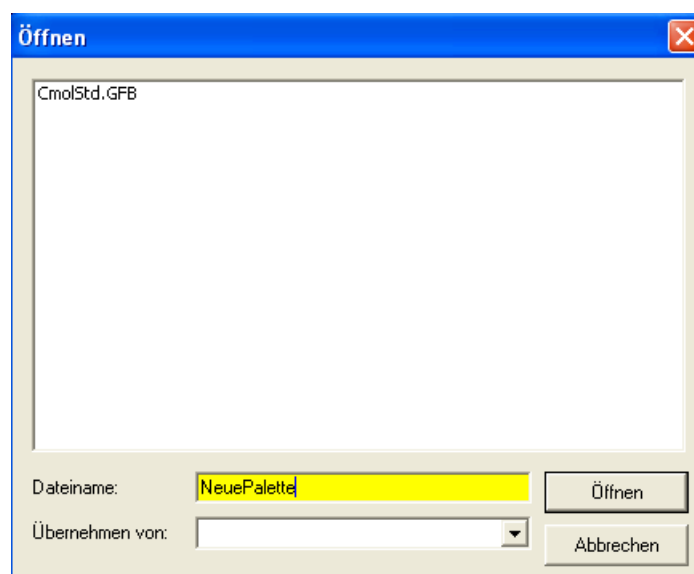 Öffnen
CmolStd.GFB
Dateiname:
NeuePalette
Öffnen
Übernehmen von:
Abbrechen